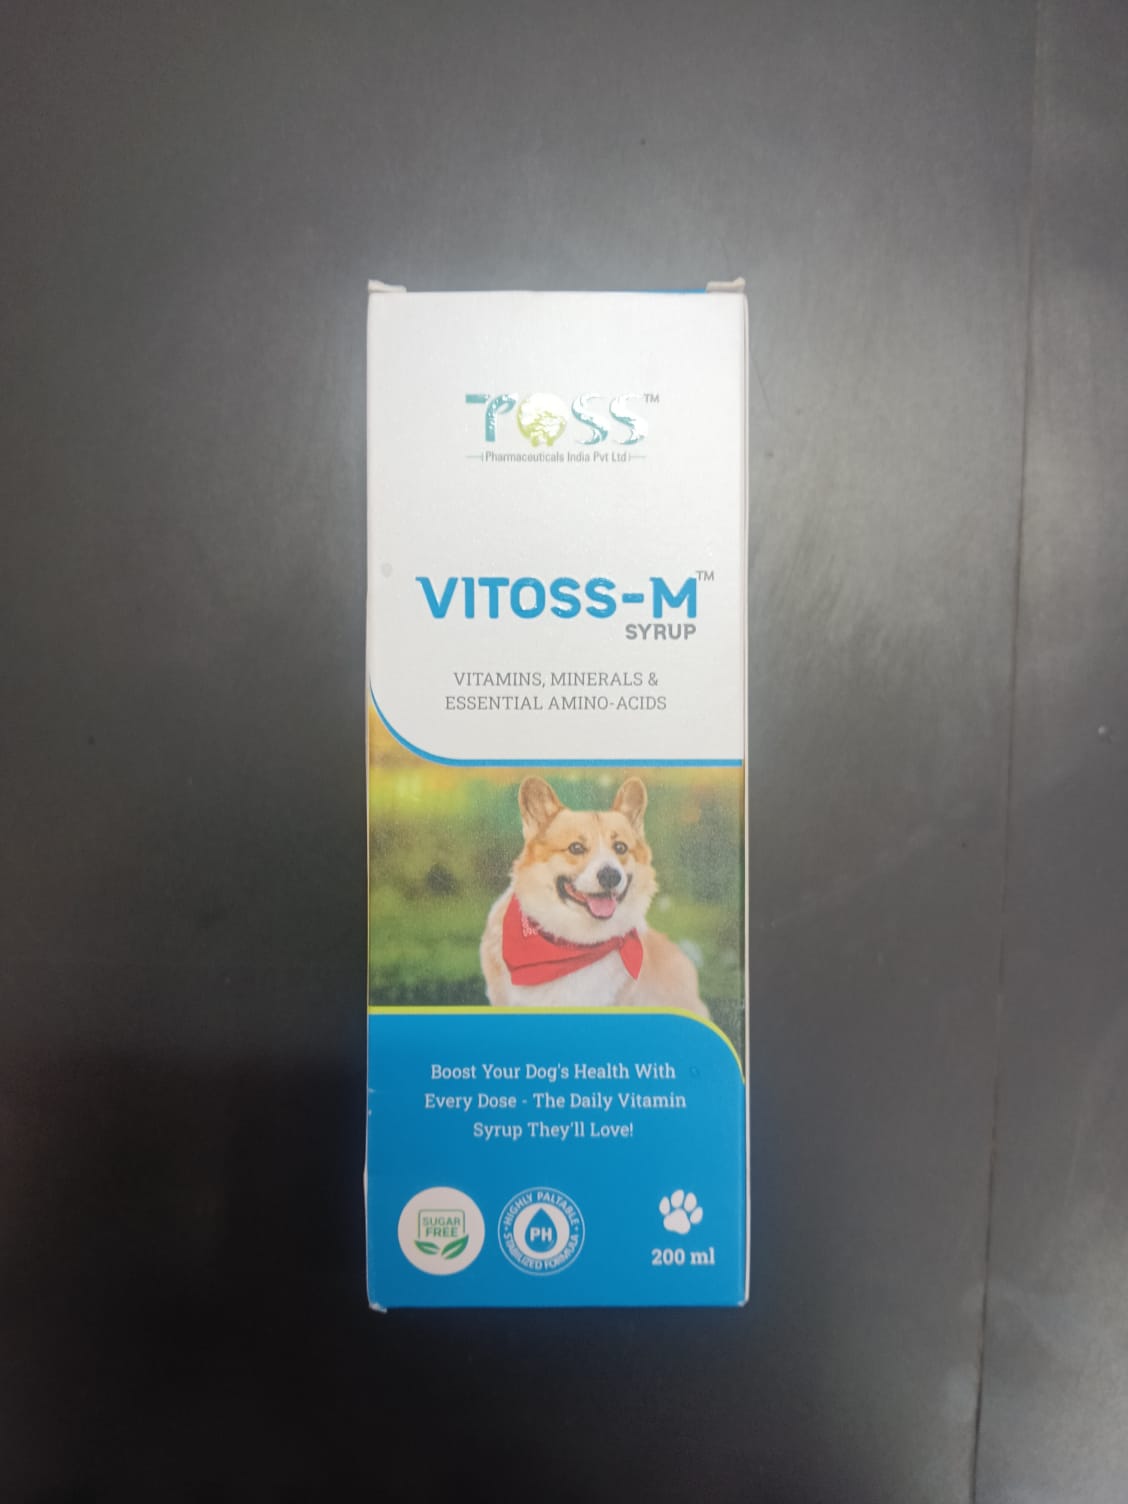 TOSS™
Pharmaceuticals India Pvt Ltd
VITOSS-M™
SYRUP
VITAMINS, MINERALS &
ESSENTIAL AMINO-ACIDS
Boost Your Dog's Health With
Every Dose - The Daily Vitamin
Syrup They'll Love!
SUGAR
FREE
HIGHLY PALTABLE
PH
STABILIZED FORMULA
200 ml